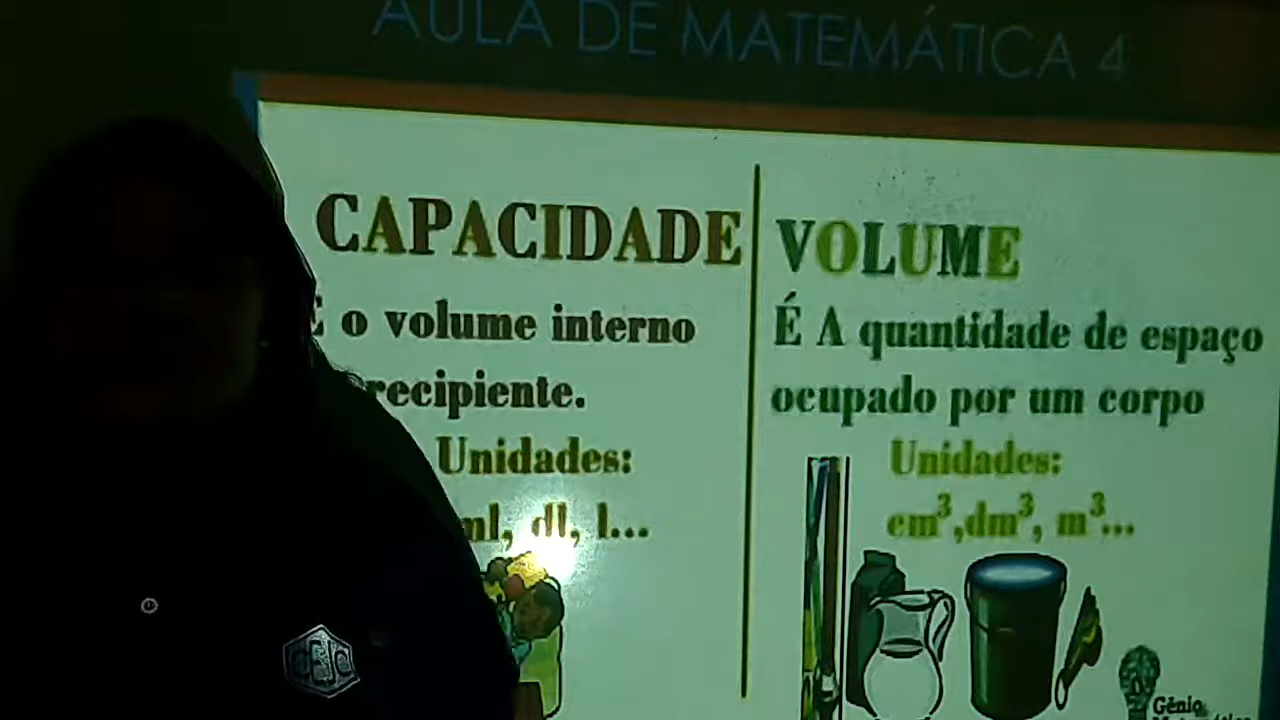 AULA DE MATEMÁTICA 4
CAPACIDADE
É o volume interno
recipiente.
Unidades:
ml, dl, l...
VOLUME
É A quantidade de espaço
ocupado por um corpo
Unidades:
cm³,dm³, m³...
Gênio